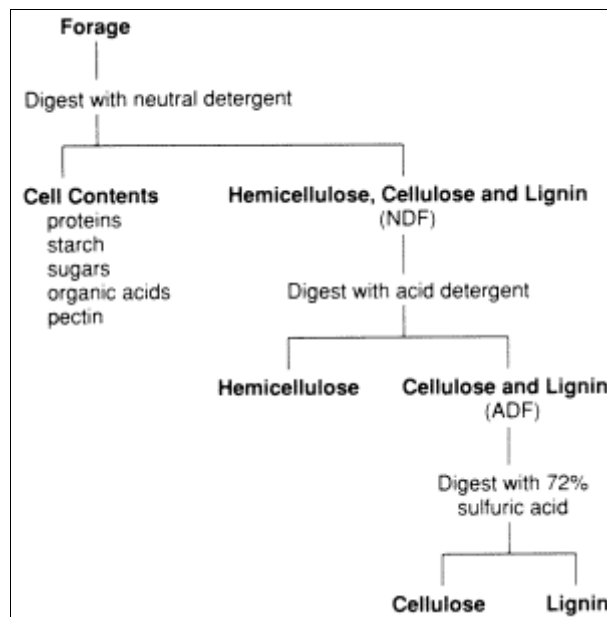 Forage
Digest with neutral detergent
Cell Contents
proteins
starch
sugars
organic acids
pectin
Hemicellulose, Cellulose and Lignin
(NDF)
Digest with acid detergent
Hemicellulose
Cellulose and Lignin
(ADF)
Digest with 72%
sulfuric acid
Cellulose
Lignin